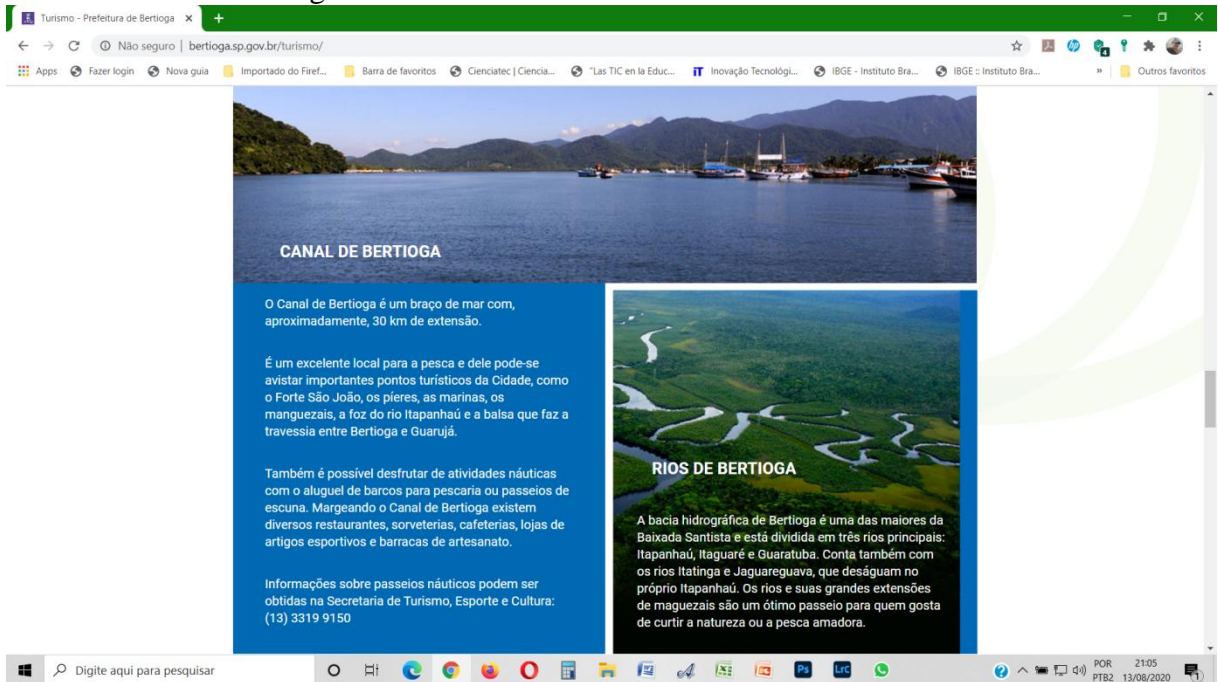 Turismo - Prefeitura de Bertioga
Não seguro | bertioga.sp.gov.br/turismo/
Apps Fazer login Nova guia Importado do Firef... Barra de favoritos Cienciatec | Ciencia... "Las TIC en la Educ... Inovação Tecnológi... IBGE - Instituto Bra... IBGE :: Instituto Bra... » Outros favoritos
CANAL DE BERTIOGA
O Canal de Bertioga é um braço de mar com,
aproximadamente, 30 km de extensão.
É um excelente local para a pesca e dele pode-se
avistar importantes pontos turísticos da Cidade, como
o Forte São João, os píeres, as marinas, os
manguezais, a foz do rio Itapanhaú e a balsa que faz a
travessia entre Bertioga e Guarujá.
Também é possível desfrutar de atividades náuticas
com o aluguel de barcos para pescaria ou passeios de
escuna. Margeando o Canal de Bertioga existem
diversos restaurantes, sorveterias, cafeterias, lojas de
artigos esportivos e barracas de artesanato.
Informações sobre passeios náuticos podem ser
obtidas na Secretaria de Turismo, Esporte e Cultura:
(13) 3319 9150
RIOS DE BERTIOGA
A bacia hidrográfica de Bertioga é uma das maiores da
Baixada Santista e está dividida em três rios principais:
Itapanhaú, Itaguaré e Guaratuba. Conta também com
os rios Itatinga e Jaguareguava, que deságuam no
próprio Itapanhaú. Os rios e suas grandes extensões
de maguezais são um ótimo passeio para quem gosta
de curtir a natureza ou a pesca amadora.
Digite aqui para pesquisar
Ps LrC
POR 21:05
PTB2 13/08/2020